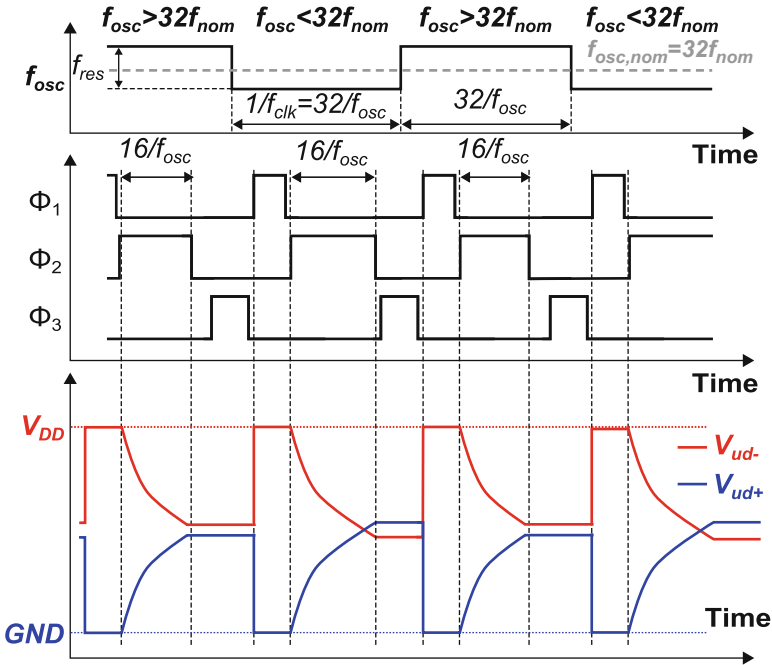 fosc>32fnom fosc<32fnom fosc>32fnom fosc<32fnom
fosc,nom=32fnom
fosc
fres
1/fclk=32/fosc 32/fosc
Time
16/fosc 16/fosc 16/fosc
Φ1
Φ2
Φ3
Time
VDD
Vud-
Vud+
GND
Time